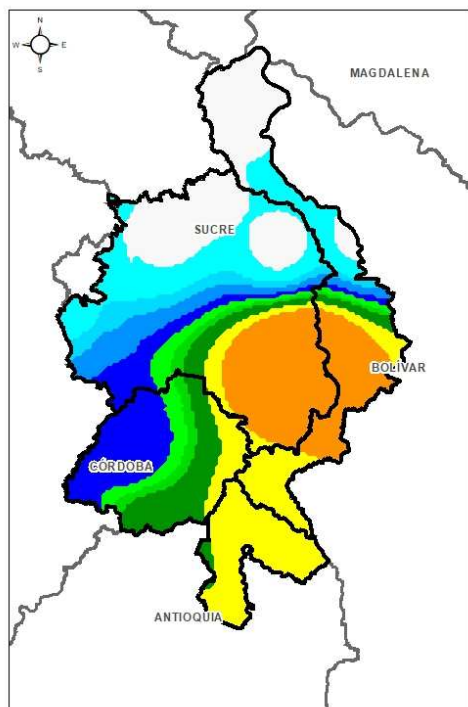 N
W E
S
MAGDALENA
SUCRE
BOLÍVAR
CÓRDOBA
ANTIOQUIA